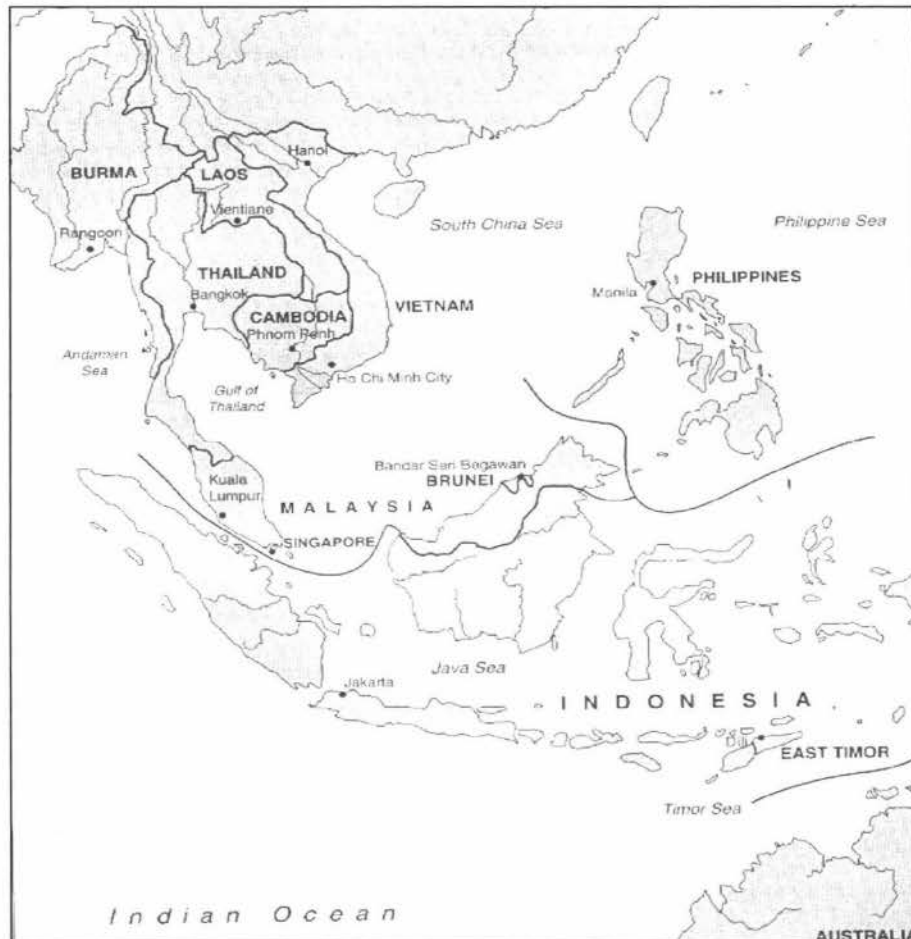 Hanoi
BURMA
LAOS
Vientiane
South China Sea
Philippine Sea
Rangoon
THAILAND
Bangkok
PHILIPPINES
Manila
VIETNAM
CAMBODIA
Phnom Penh
Andaman
Sea
Ho Chi Minh City
Gulf of
Thailand
Bandar Seri Begawan
BRUNEI
Kuala
Lumpur
MALAYSIA
SINGAPORE
Java Sea
Jakarta
INDONESIA
Dili
EAST TIMOR
Timor Sea
Indian Ocean
AUSTRALIA